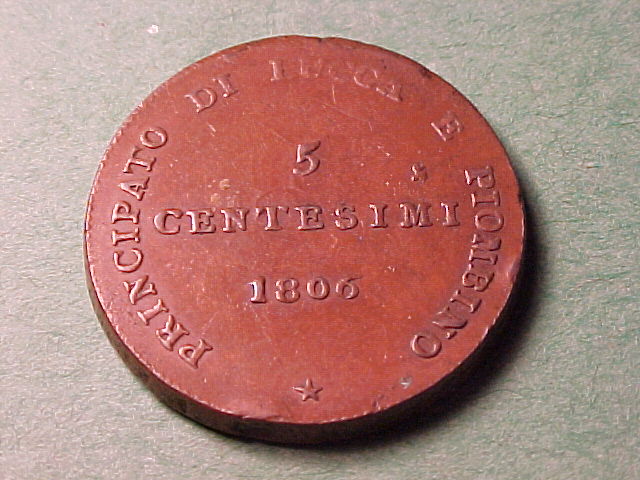 PRINCIPATO DI LUCCA E PIOMBINO
5
S
CENTESIMI
1806